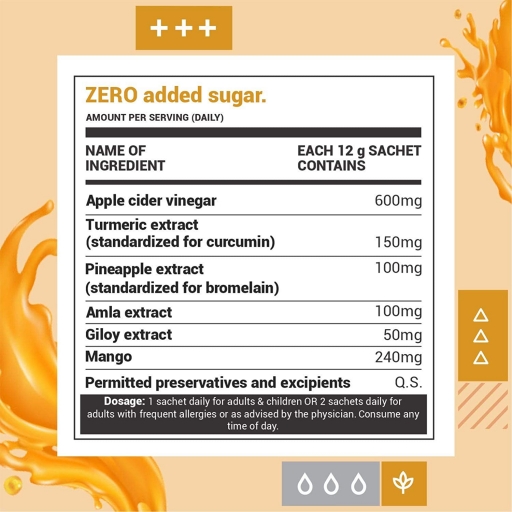 +++
ZERO added sugar.
AMOUNT PER SERVING (DAILY)
NAME OF INGREDIENT EACH 12 g SACHET CONTAINS
Apple cider vinegar 600mg
Turmeric extract
(standardized for curcumin) 150mg
Pineapple extract 100mg
(standardized for bromelain)
Amla extract 100mg
Giloy extract 50mg
Mango 240mg
Permitted preservatives and excipients Q.S.
Dosage: 1 sachet daily for adults & children OR 2 sachets daily for
adults with frequent allergies or as advised by the physician. Consume any
time of day.